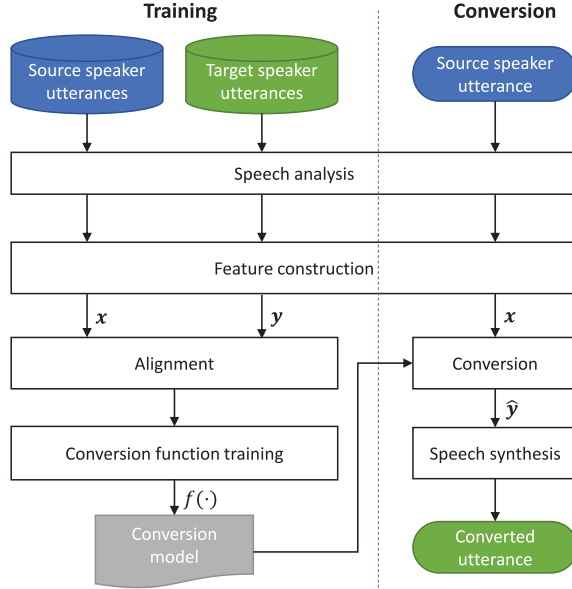 Training
Conversion
Source speaker
utterances
Target speaker
utterances
Source speaker
utterance
Speech analysis
Feature construction
x
y
x
Alignment
Conversion
ŷ
Conversion function training
Speech synthesis
f(·)
Conversion
model
Converted
utterance